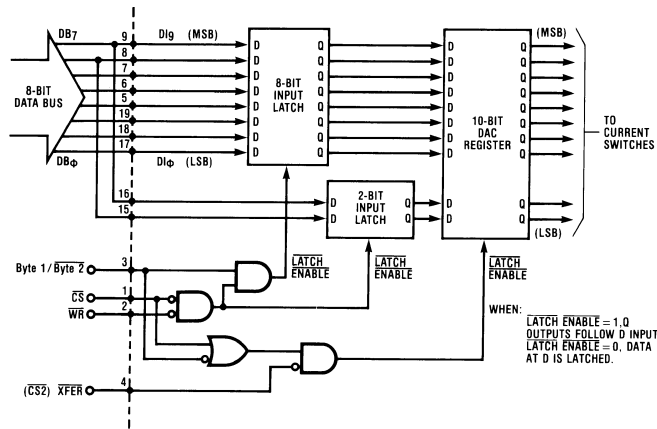 DB7 9 DI9 (MSB)
8
7
6
5
19
18
17
DBΦ DIΦ (LSB)
8-BIT
DATA BUS
D Q
D Q
D Q
D Q
D Q
D Q
D Q
D Q
8-BIT
INPUT
LATCH
D Q
D Q
D Q
D Q
D Q
D Q
D Q
D Q
10-BIT
DAC
REGISTER
(MSB)
TO
CURRENT
SWITCHES
16
15
D Q
D Q
2-BIT
INPUT
LATCH
D Q
D Q
(LSB)
Byte 1/Byte 2 3
LATCH
ENABLE
LATCH
ENABLE
LATCH
ENABLE
CS 1
WR 2
WHEN:
LATCH ENABLE = 1, Q
OUTPUTS FOLLOW D INPUT
LATCH ENABLE = 0, DATA
AT D IS LATCHED.
(CS2) XFER 4